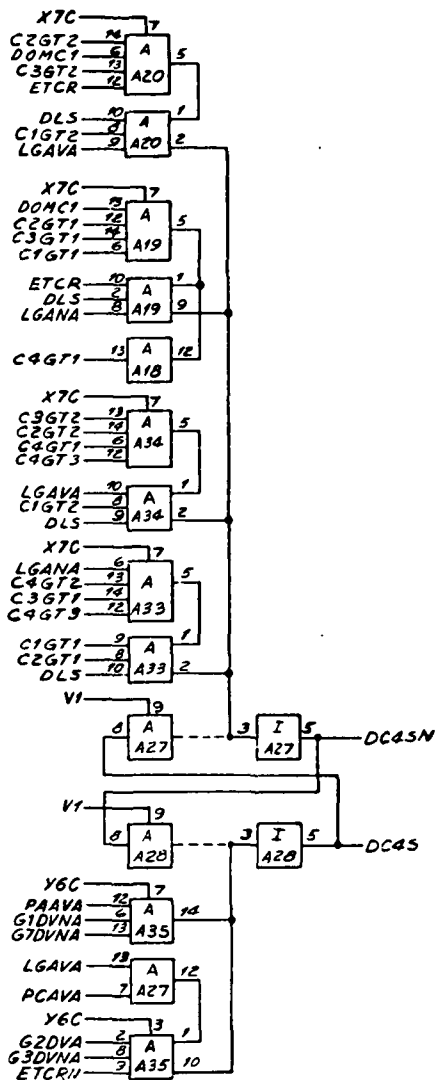 X7C
7
C2GT2 14 A
DOMC1 6 5
C3GT2 13 A20
ETCR 12
DLS 10 A 1
C1GT2 8 2
LGAVA 9 A20
X7C
7
DOMC1 13 A
C2GT1 12 5
C3GT1 14 A19
C1GT1 6
ETCR 10 A 1
DLS 2 9
LGANA 8 A19
C4GT1 13 A 12
A18
X7C
7
C3GT2 13 A
C2GT2 14 5
C4GT1 6 A34
C4GT3 12
LGAVA 10 A 1
C1GT2 8 2
DLS 9 A34
X7C
7
LGANA 6 A 5
C4GT2 13
C3GT1 14 A33
C4GT3 12
C1GT1 9 A 1
C2GT1 8 2
DLS 10 A33
V1
9
8 A 3 I 5 DC4SN
A27 A27
V1
9
8 A 3 I 5 DC4S
A28 A28
Y6C
7
PAAVA 12 A
G1DVNA 6 14
G7DVNA 13 A35
LGAVA 13 A 12
PCAVA 7 A27
Y6C
3
G2DVA 2 A 1
G3DVNA 8 10
ETCRN 9 A35